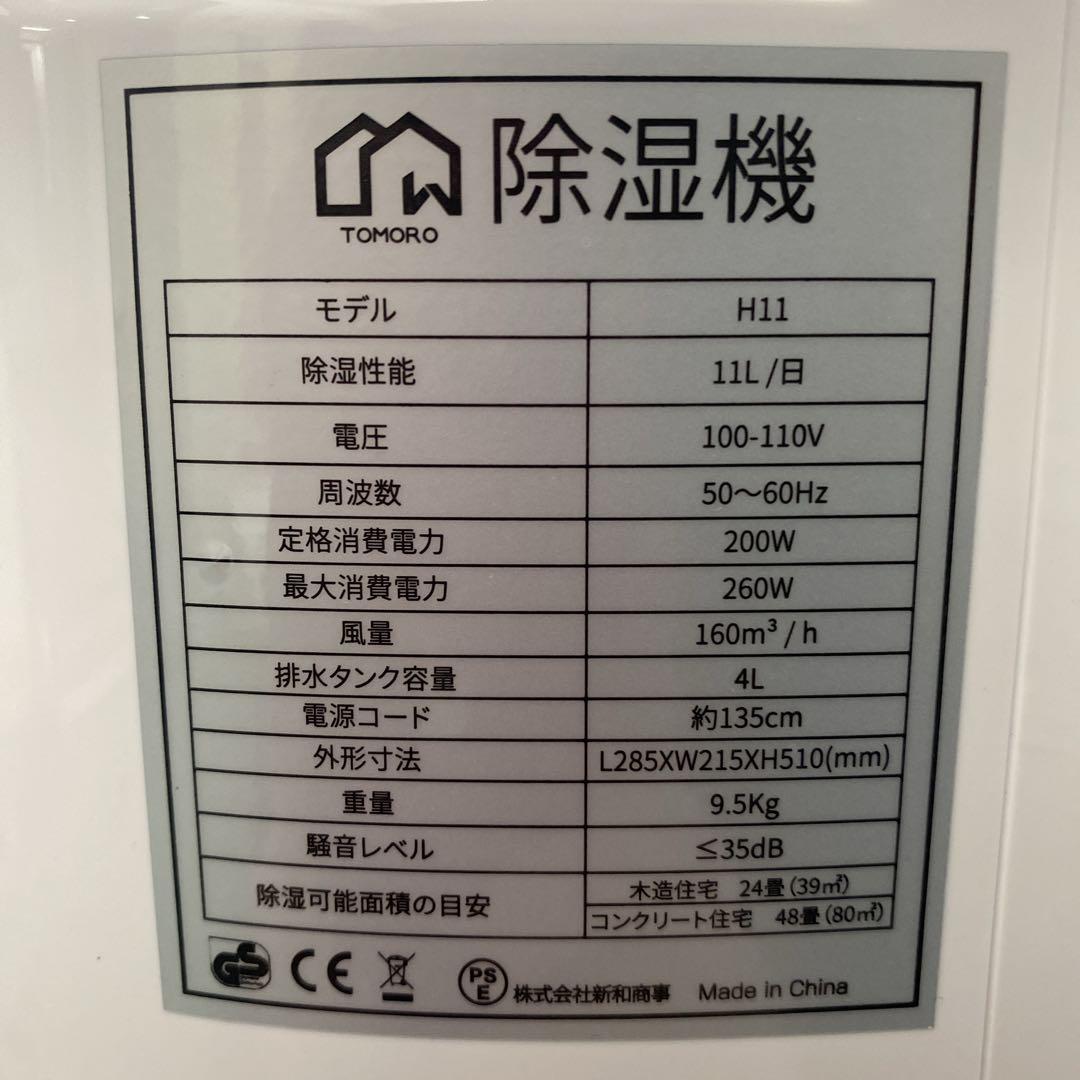 除湿機
TOMORO
モデル H11
除湿性能 11L/日
電圧 100-110V
周波数 50～60Hz
定格消費電力 200W
最大消費電力 260W
風量 160m³/h
排水タンク容量 4L
電源コード 約135cm
外形寸法 L285XW215XH510(mm)
重量 9.5Kg
騒音レベル ≤35dB
除湿可能面積の目安 木造住宅 24畳(39㎡)
コンクリート住宅 48畳(80㎡)
GS CE PSE 株式会社新和商事 Made in China